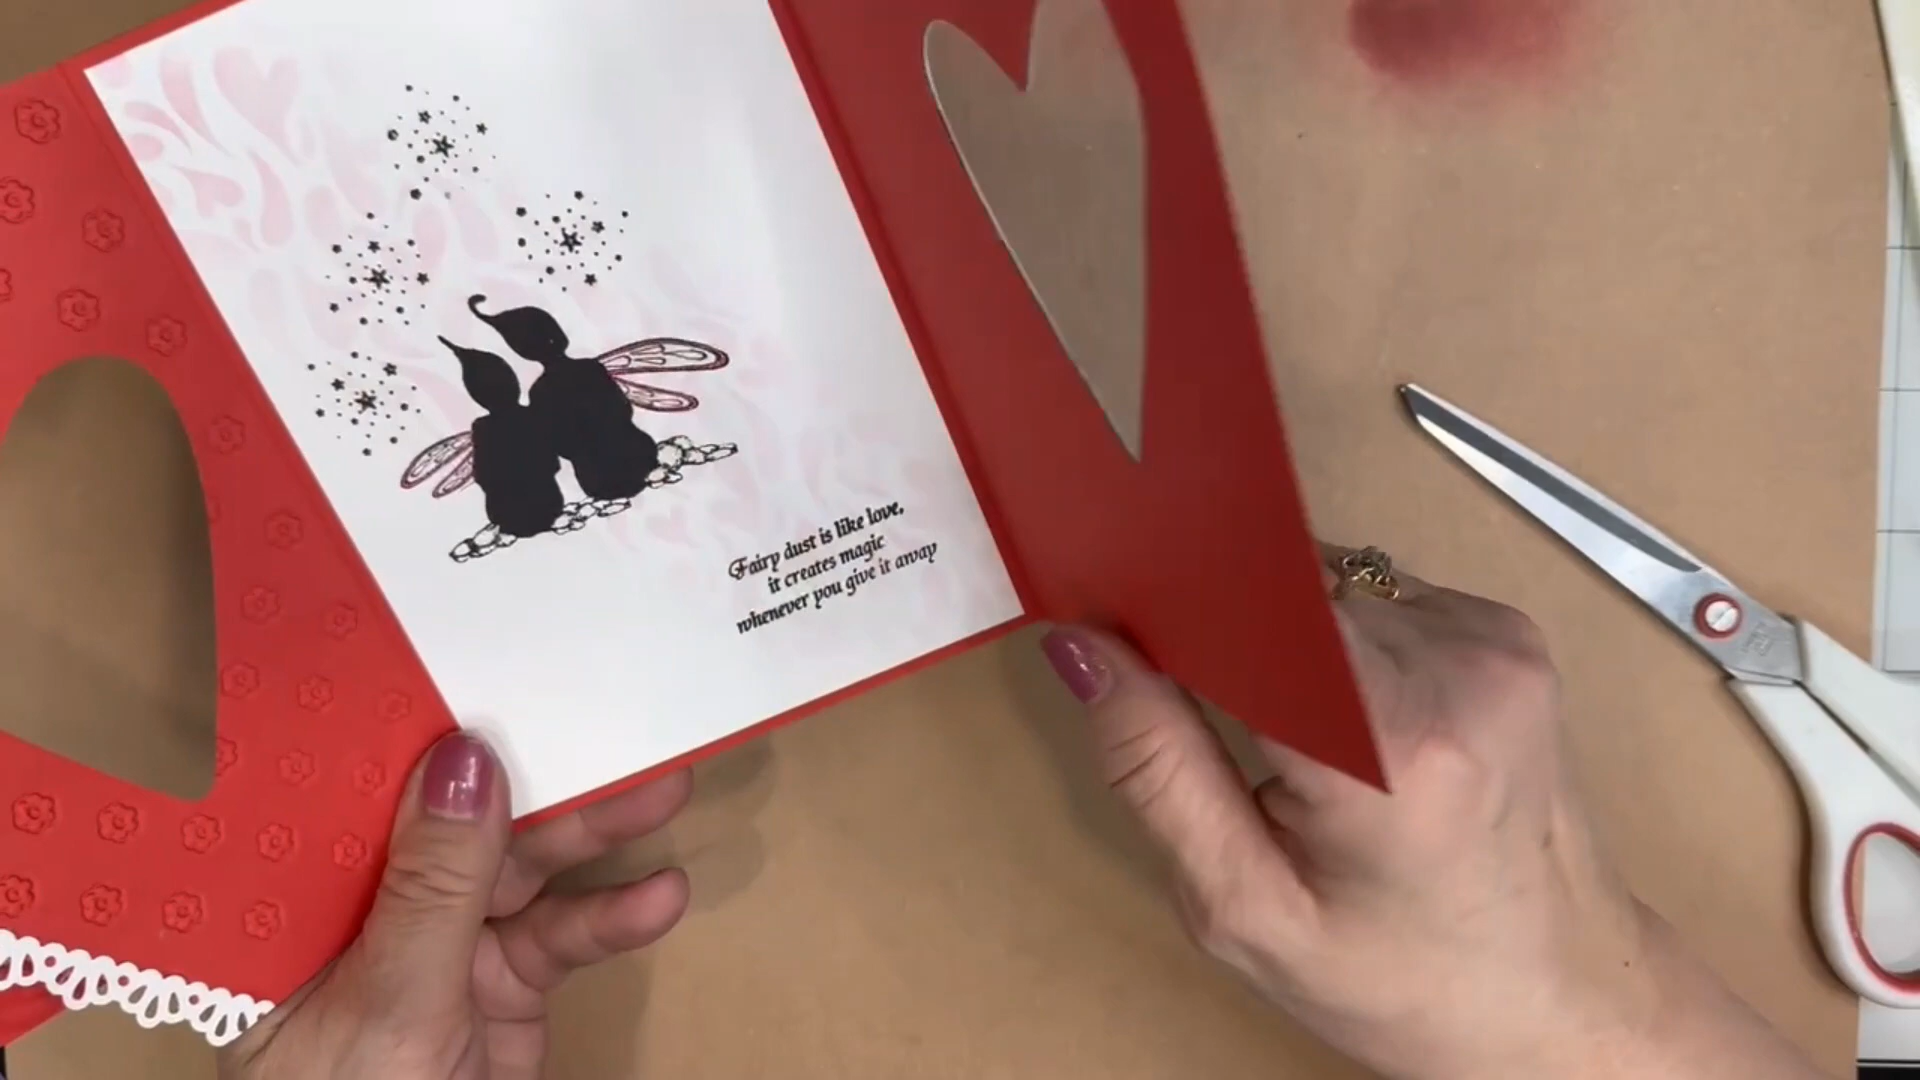 Fairy dust is like love,
it creates magic
whenever you give it away